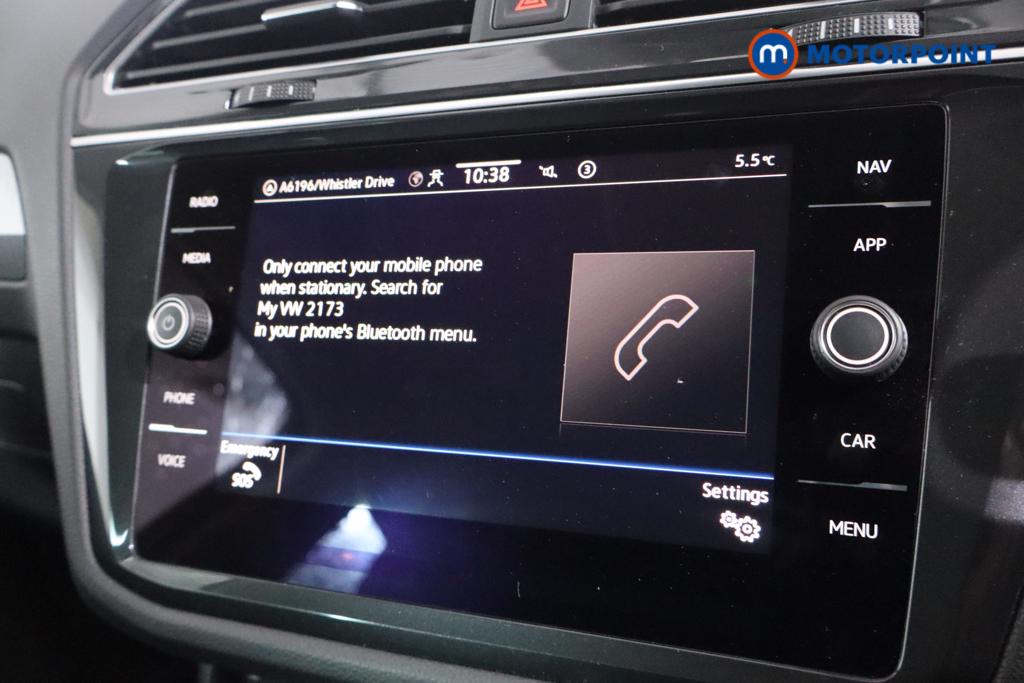 m MOTORPOINT
A6196/Whistler Drive 10:38 3 5.5°C
RADIO
MEDIA
PHONE
VOICE
Only connect your mobile phone
when stationary. Search for
My VW 2173
in your phone's Bluetooth menu.
Emergency
SOS
Settings
NAV
APP
CAR
MENU